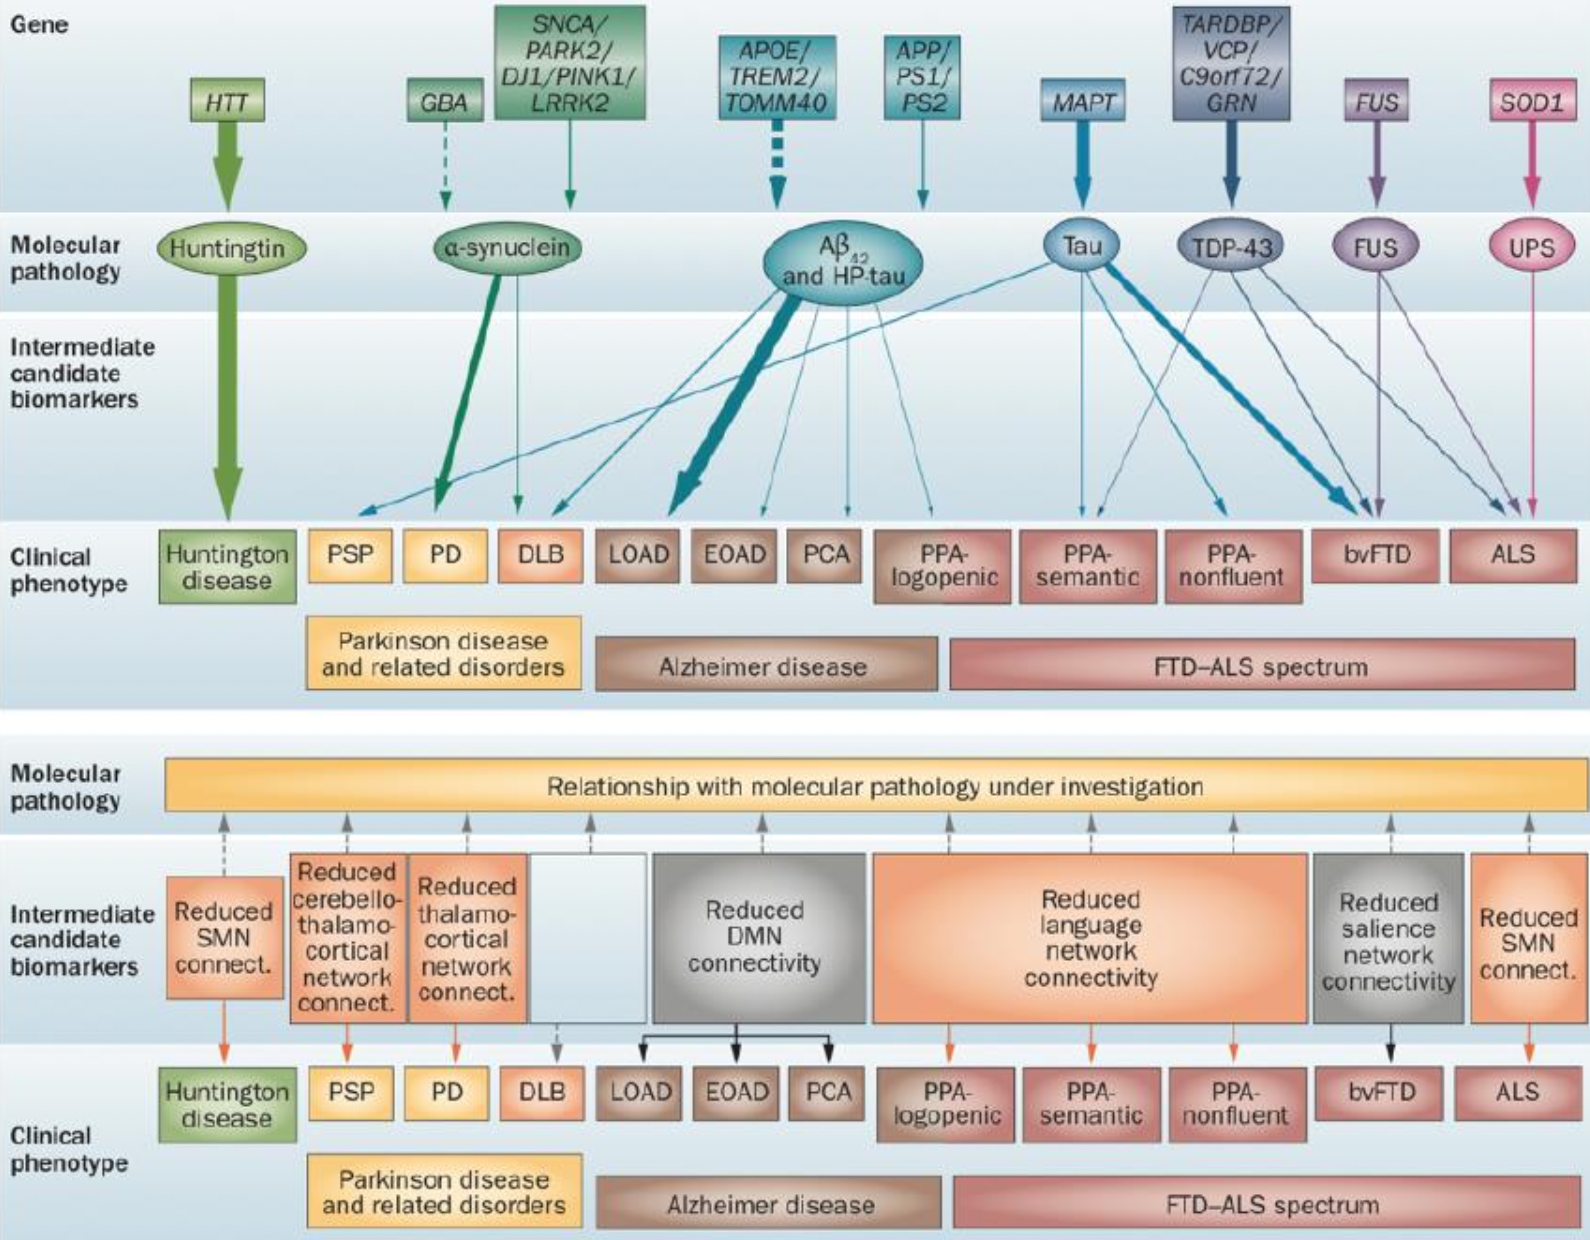 Gene
HTT
GBA
SNCA/
PARK2/
DJ1/PINK1/
LRRK2
APOE/
TREM2/
TOMM40
APP/
PS1/
PS2
MAPT
TARDBP/
VCP/
C9orf72/
GRN
FUS
SOD1
Molecular
pathology
Huntingtin
α-synuclein
Aβ42
and HP-tau
Tau
TDP-43
FUS
UPS
Intermediate
candidate
biomarkers
Clinical
phenotype
Huntington
disease
PSP
PD
DLB
LOAD
EOAD
PCA
PPA-
logopenic
PPA-
semantic
PPA-
nonfluent
bvFTD
ALS
Parkinson disease
and related disorders
Alzheimer disease
FTD–ALS spectrum
Molecular
pathology
Relationship with molecular pathology under investigation
Intermediate
candidate
biomarkers
Reduced
SMN
connect.
Reduced
cerebello-
thalamo-
cortical
network
connect.
Reduced
thalamo-
cortical
network
connect.
Reduced
DMN
connectivity
Reduced
language
network
connectivity
Reduced
salience
network
connectivity
Reduced
SMN
connect.
Clinical
phenotype
Huntington
disease
PSP
PD
DLB
LOAD
EOAD
PCA
PPA-
logopenic
PPA-
semantic
PPA-
nonfluent
bvFTD
ALS
Parkinson disease
and related disorders
Alzheimer disease
FTD–ALS spectrum